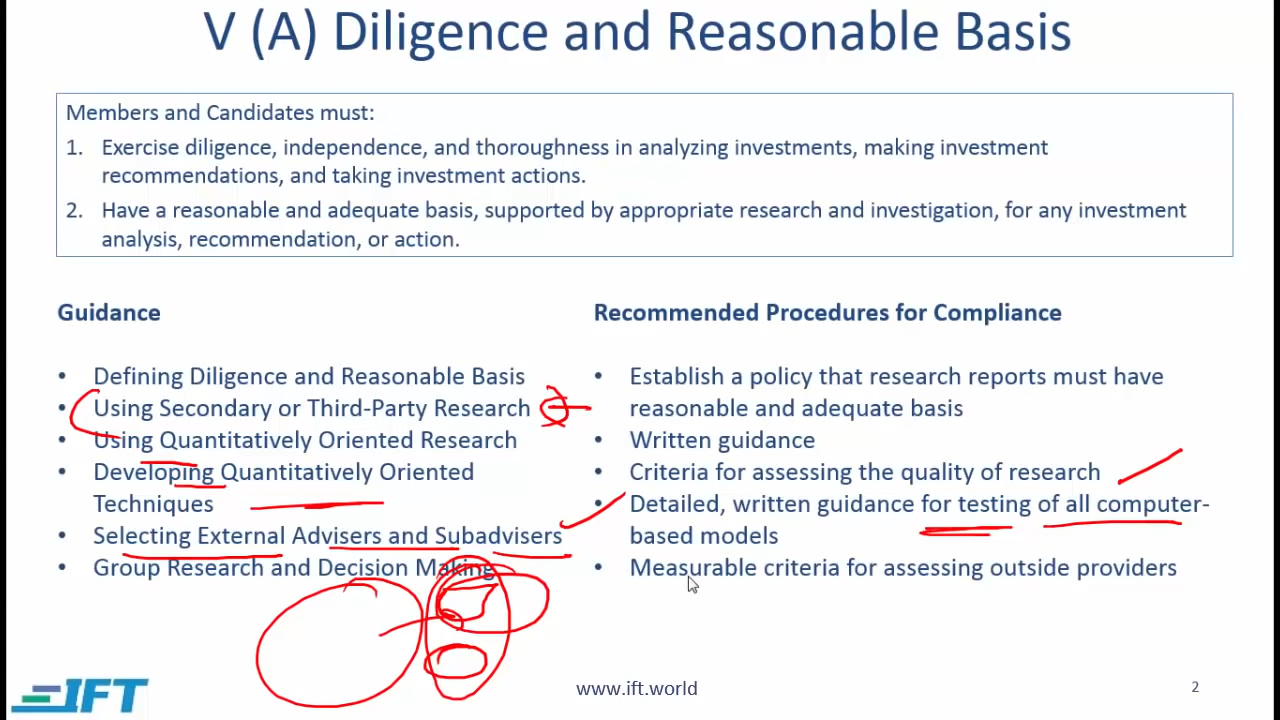 V (A) Diligence and Reasonable Basis
Members and Candidates must:
1. Exercise diligence, independence, and thoroughness in analyzing investments, making investment
recommendations, and taking investment actions.
2. Have a reasonable and adequate basis, supported by appropriate research and investigation, for any investment
analysis, recommendation, or action.
Guidance
• Defining Diligence and Reasonable Basis
• Using Secondary or Third-Party Research
• Using Quantitatively Oriented Research
• Developing Quantitatively Oriented
Techniques
• Selecting External Advisers and Subadvisers
• Group Research and Decision Making
Recommended Procedures for Compliance
• Establish a policy that research reports must have
reasonable and adequate basis
• Written guidance
• Criteria for assessing the quality of research
• Detailed, written guidance for testing of all computer-
based models
• Measurable criteria for assessing outside providers
IFT
www.ift.world
2